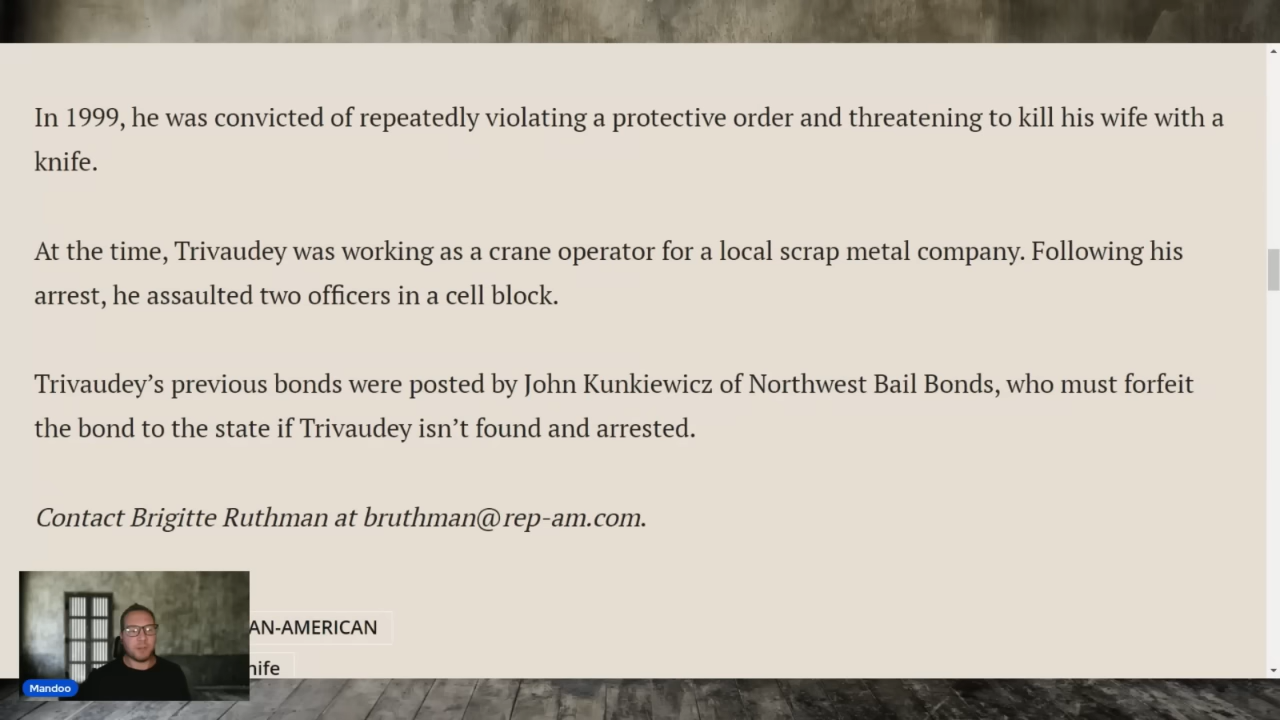 In 1999, he was convicted of repeatedly violating a protective order and threatening to kill his wife with a
knife.
At the time, Trivaudey was working as a crane operator for a local scrap metal company. Following his
arrest, he assaulted two officers in a cell block.
Trivaudey’s previous bonds were posted by John Kunkiewicz of Northwest Bail Bonds, who must forfeit
the bond to the state if Trivaudey isn’t found and arrested.
Contact Brigitte Ruthman at bruthman@rep-am.com.
AN-AMERICAN
nife
Mandoo